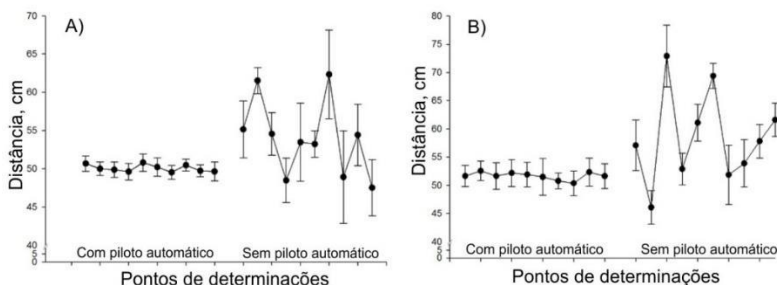 A)
Distância, cm
70
65
60
55
50
45
40
5
0
Com piloto automático
Sem piloto automático
Pontos de determinações
B)
Distância, cm
80
75
70
65
60
55
50
45
40
5
0
Com piloto automático
Sem piloto automático
Pontos de determinações